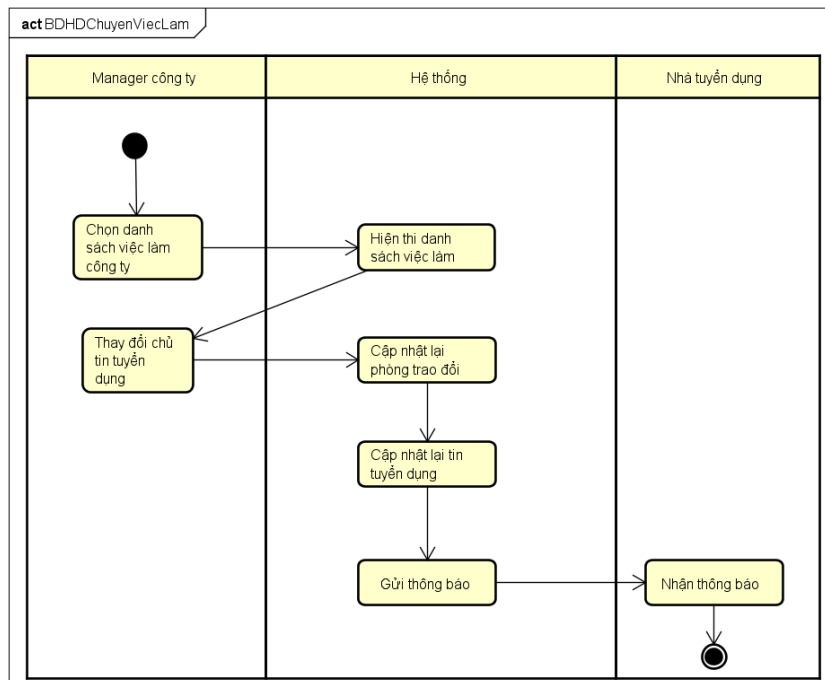 act BDHDChuyenViecLam
Manager công ty
Hệ thống
Nhà tuyển dụng
Chọn danh
sách việc làm
công ty
Hiện thi danh
sách việc làm
Thay đổi chủ
tin tuyển
dụng
Cập nhật lại
phòng trao đổi
Cập nhật lại tin
tuyển dụng
Gửi thông báo
Nhận thông báo